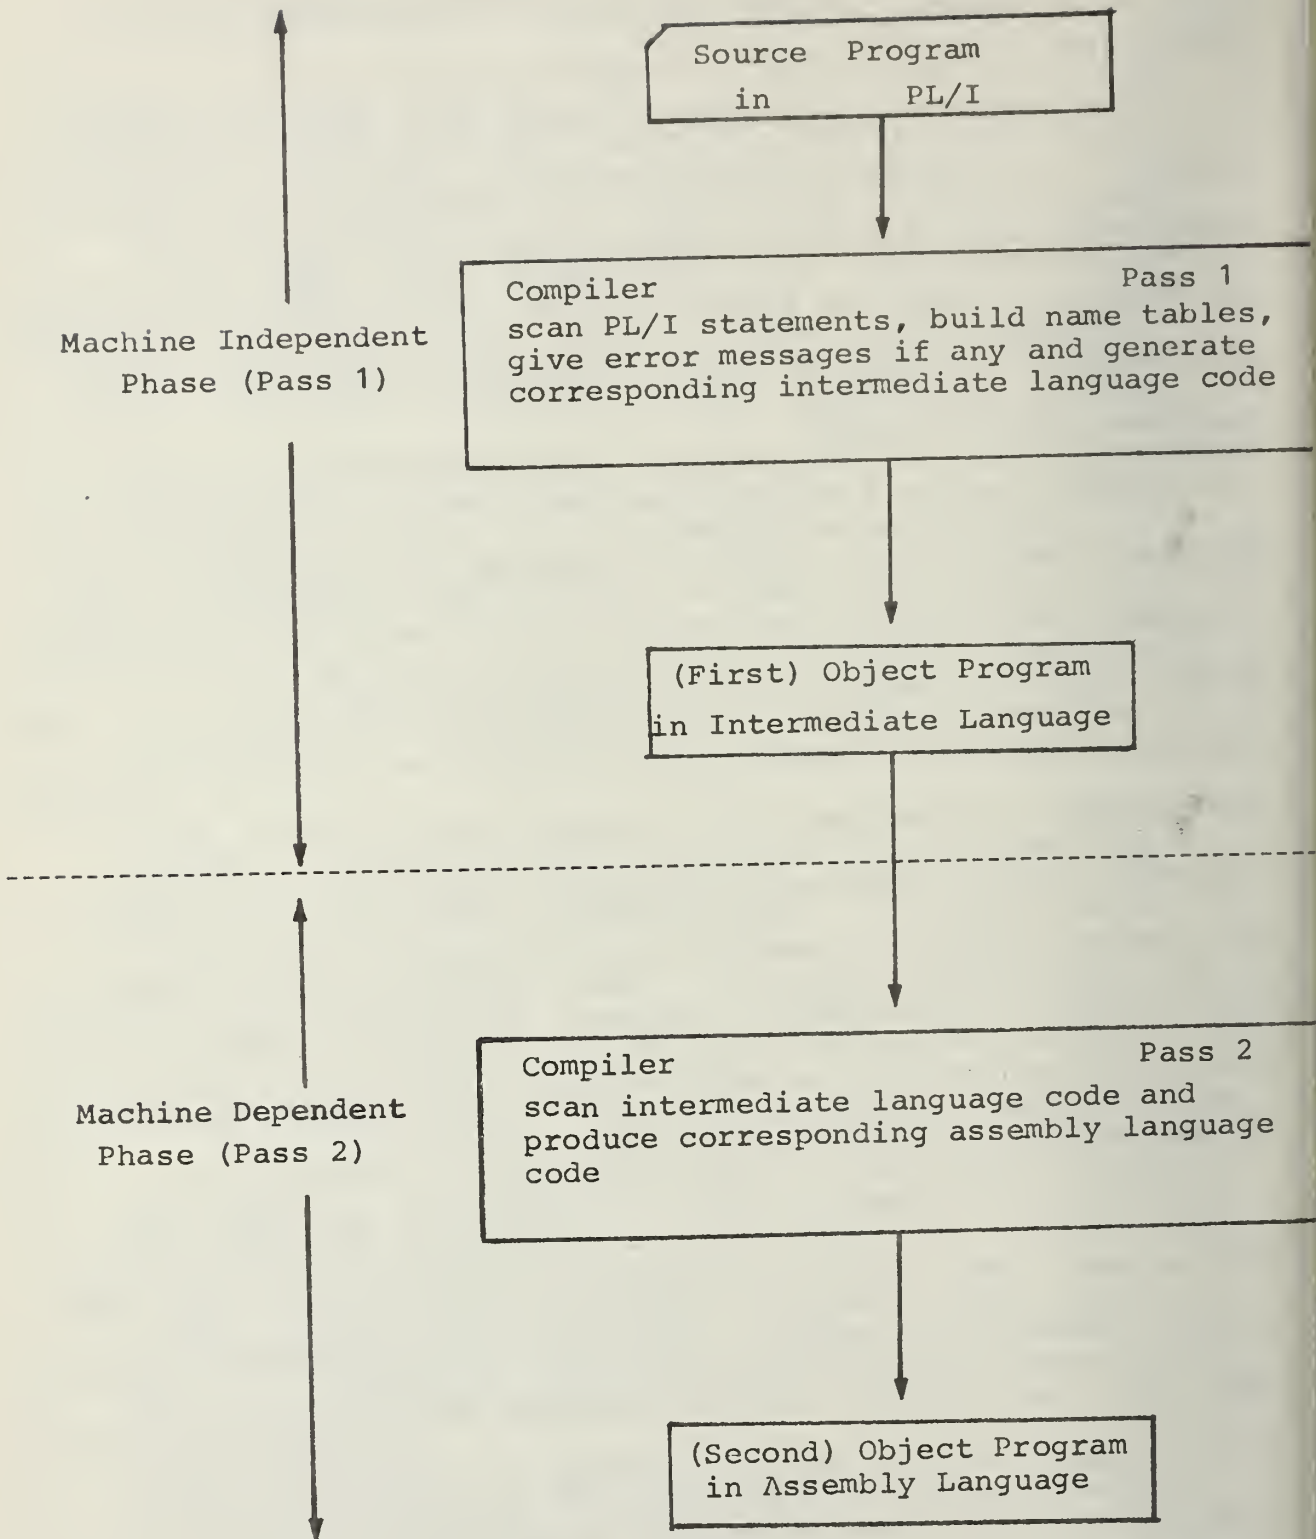 Source Program
in PL/I
Compiler Pass 1
scan PL/I statements, build name tables,
give error messages if any and generate
corresponding intermediate language code
Machine Independent
Phase (Pass 1)
(First) Object Program
in Intermediate Language
Compiler Pass 2
scan intermediate language code and
produce corresponding assembly language
code
Machine Dependent
Phase (Pass 2)
(Second) Object Program
in Assembly Language